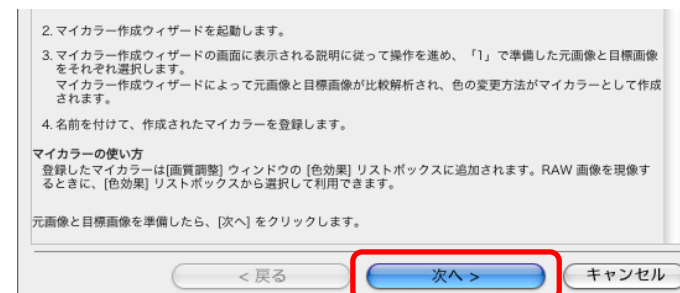 2. マイカラー作成ウィザードを起動します。
3. マイカラー作成ウィザードの画面に表示される説明に従って操作を進め、「1」で準備した元画像と目標画像
をそれぞれ選択します。
マイカラー作成ウィザードによって元画像と目標画像が比較解析され、色の変更方法がマイカラーとして作成
されます。
4. 名前を付けて、作成されたマイカラーを登録します。
マイカラーの使い方
登録したマイカラーは[画質調整] ウィンドウの [色効果] リストボックスに追加されます。RAW 画像を現像す
るときに、[色効果] リストボックスから選択して利用できます。
元画像と目標画像を準備したら、[次へ] をクリックします。
< 戻る
次へ >
キャンセル